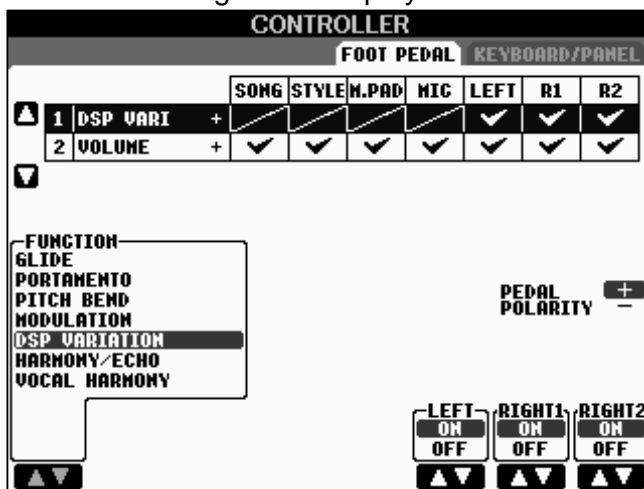 CONTROLLER
FOOT PEDAL KEYBOARD/PANEL
SONG STYLE M.PAD MIC LEFT R1 R2
1 DSP VARI +
2 VOLUME +
FUNCTION
GLIDE
PORTAMENTO
PITCH BEND
MODULATION
DSP VARIATION
HARMONY/ECHO
VOCAL HARMONY
PEDAL + 
POLARITY −
LEFT RIGHT1 RIGHT2
ON ON ON
OFF OFF OFF